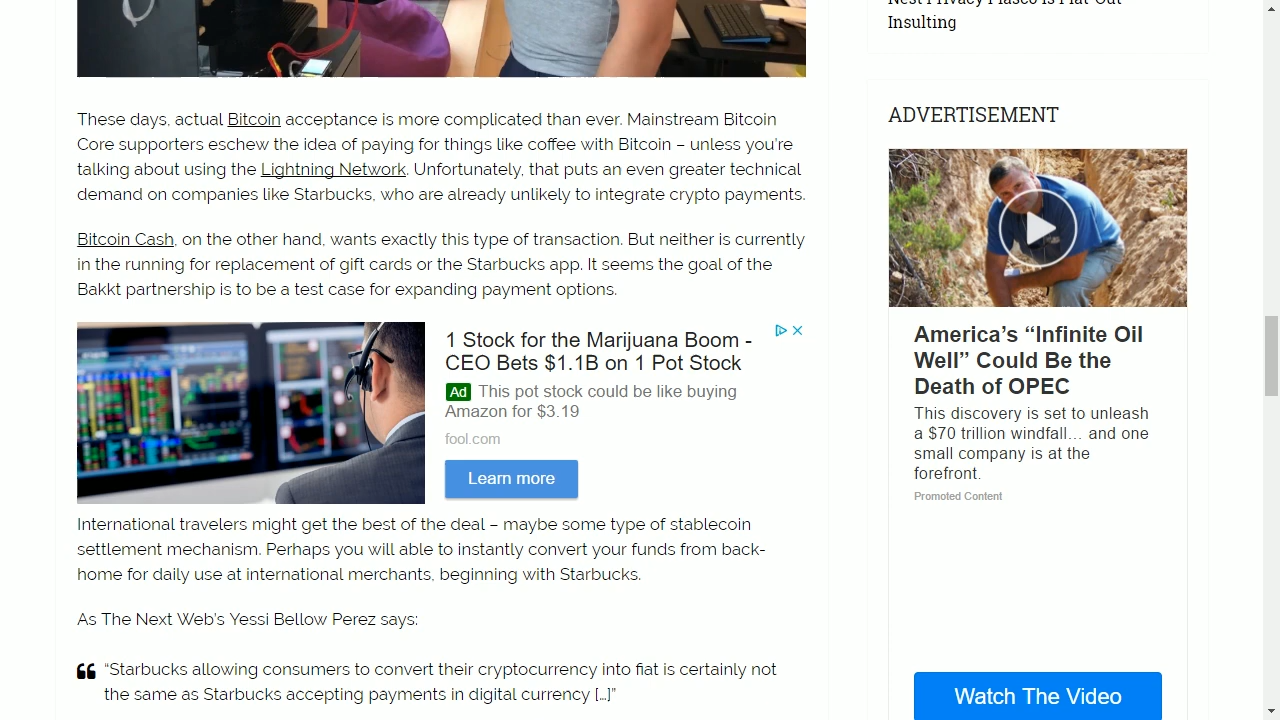 Insulting
ADVERTISEMENT
These days, actual Bitcoin acceptance is more complicated than ever. Mainstream Bitcoin
Core supporters eschew the idea of paying for things like coffee with Bitcoin – unless you're
talking about using the Lightning Network. Unfortunately, that puts an even greater technical
demand on companies like Starbucks, who are already unlikely to integrate crypto payments.
Bitcoin Cash, on the other hand, wants exactly this type of transaction. But neither is currently
in the running for replacement of gift cards or the Starbucks app. It seems the goal of the
Bakkt partnership is to be a test case for expanding payment options.
1 Stock for the Marijuana Boom -
CEO Bets $1.1B on 1 Pot Stock
Ad This pot stock could be like buying
Amazon for $3.19
fool.com
Learn more
International travelers might get the best of the deal – maybe some type of stablecoin
settlement mechanism. Perhaps you will able to instantly convert your funds from back-
home for daily use at international merchants, beginning with Starbucks.
As The Next Web's Yessi Bellow Perez says:
“Starbucks allowing consumers to convert their cryptocurrency into fiat is certainly not
the same as Starbucks accepting payments in digital currency […]”
America's “Infinite Oil
Well” Could Be the
Death of OPEC
This discovery is set to unleash
a $70 trillion windfall… and one
small company is at the
forefront.
Promoted Content
Watch The Video